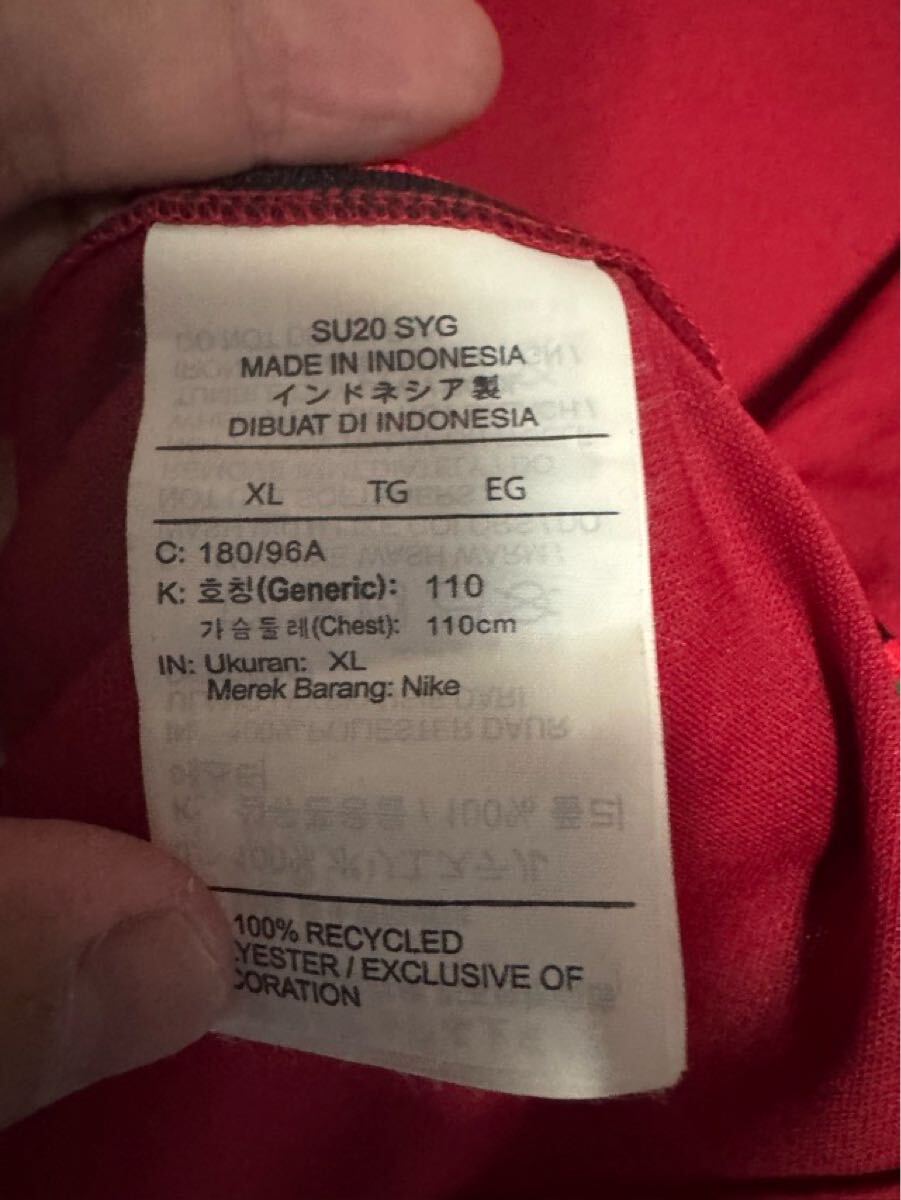 SU20 SYG
MADE IN INDONESIA
インドネシア製
DIBUAT DI INDONESIA
XL TG EG
C: 180/96A
K: 호칭(Generic): 110
가슴둘레(Chest): 110cm
IN: Ukuran: XL
Merek Barang: Nike
100% RECYCLED
YESTER / EXCLUSIVE OF
CORATION